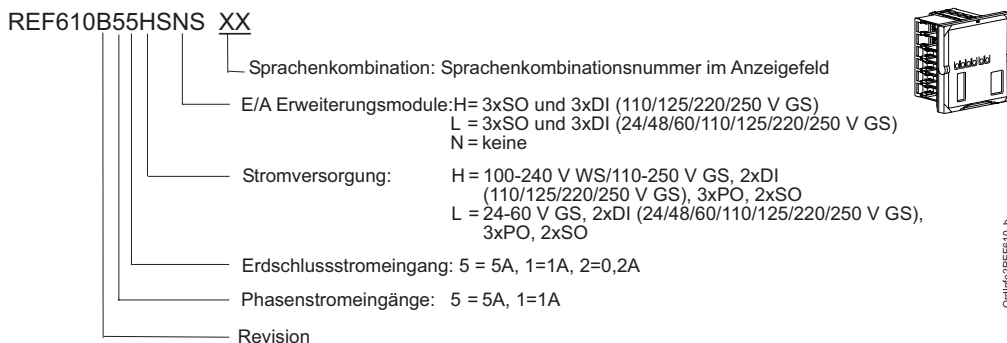 REF610B55HSNS XX
Sprachenkombination: Sprachenkombinationsnummer im Anzeigefeld
E/A Erweiterungsmodule:H= 3xSO und 3xDI (110/125/220/250 V GS)
L = 3xSO und 3xDI (24/48/60/110/125/220/250 V GS)
N = keine
Stromversorgung: H = 100-240 V WS/110-250 V GS, 2xDI
(110/125/220/250 V GS), 3xPO, 2xSO
L = 24-60 V GS, 2xDI (24/48/60/110/125/220/250 V GS),
3xPO, 2xSO
Erdschlussstromeingang: 5 = 5A, 1=1A, 2=0,2A
Phasenstromeingänge: 5 = 5A, 1=1A
Revision